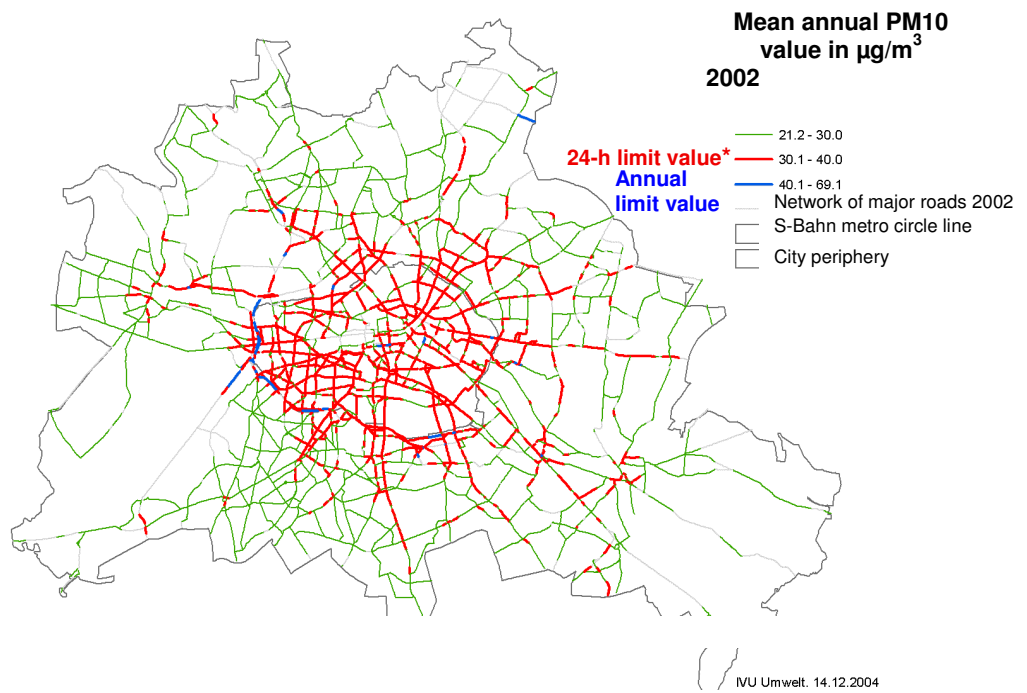 Mean annual PM10
value in µg/m³
2002
21.2 - 30.0
24-h limit value* 30.1 - 40.0
Annual 40.1 - 69.1
limit value Network of major roads 2002
S-Bahn metro circle line
City periphery
IVU Umwelt. 14.12.2004